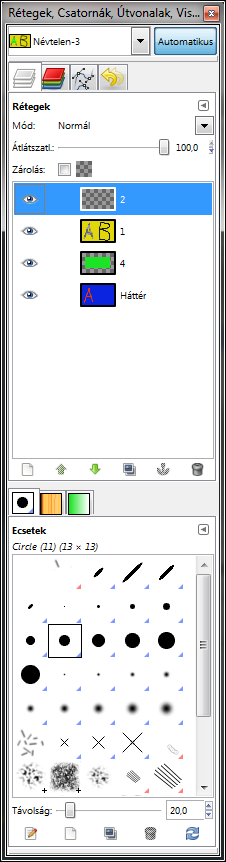 Rétegek, Csatornák, Útvonalak, Vis...
Névtelen-3
Automatikus
Rétegek
Mód: Normál
Átlátszatl.: 100,0
Zárolás:
2
1
4
Háttér
Ecsetek
Circle (11) (13 × 13)
Távolság: 20,0